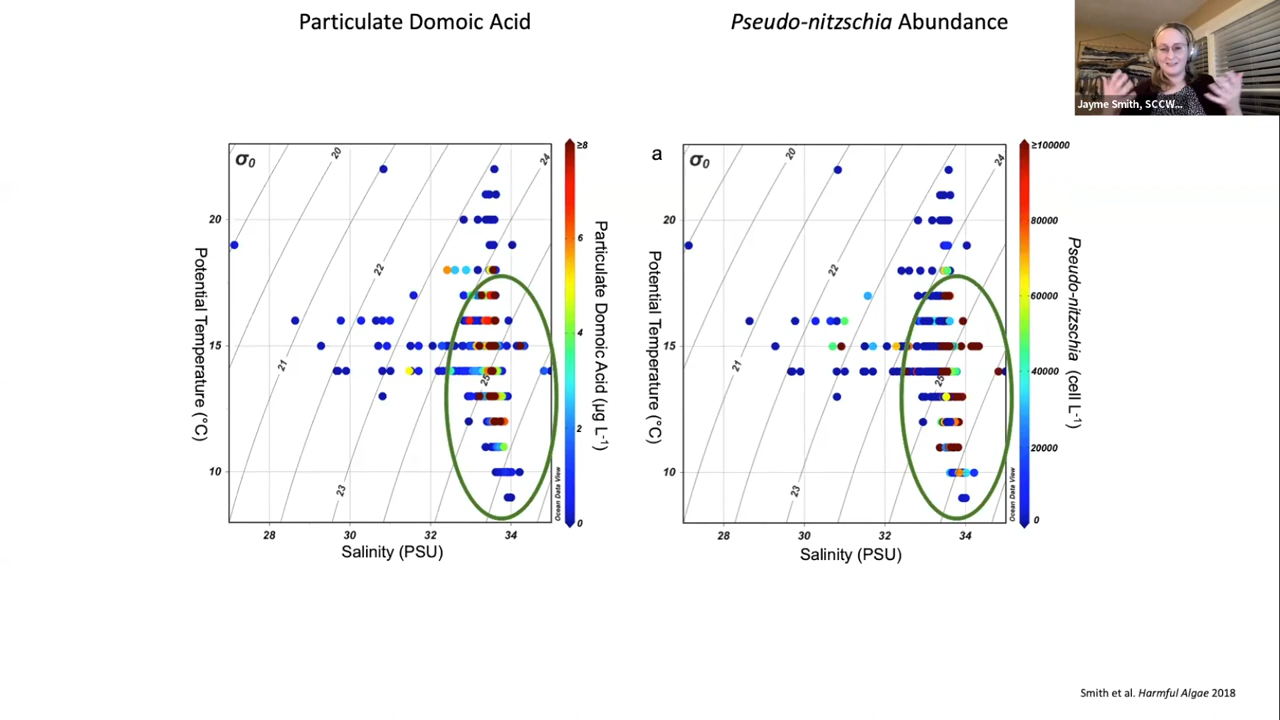 Particulate Domoic Acid
Pseudo-nitzschia Abundance
Jayme Smith, SCCW...
σ0
20
24
22
21
25
23
20
15
10
28
30
32
34
Potential Temperature (°C)
Salinity (PSU)
Ocean Data View
≥8
6
4
2
0
Particulate Domoic Acid (µg L-1)
a
σ0
20
24
22
21
25
23
20
15
10
28
30
32
34
Potential Temperature (°C)
Salinity (PSU)
Ocean Data View
≥100000
80000
60000
40000
20000
0
Pseudo-nitzschia (cell L-1)
Smith et al. Harmful Algae 2018